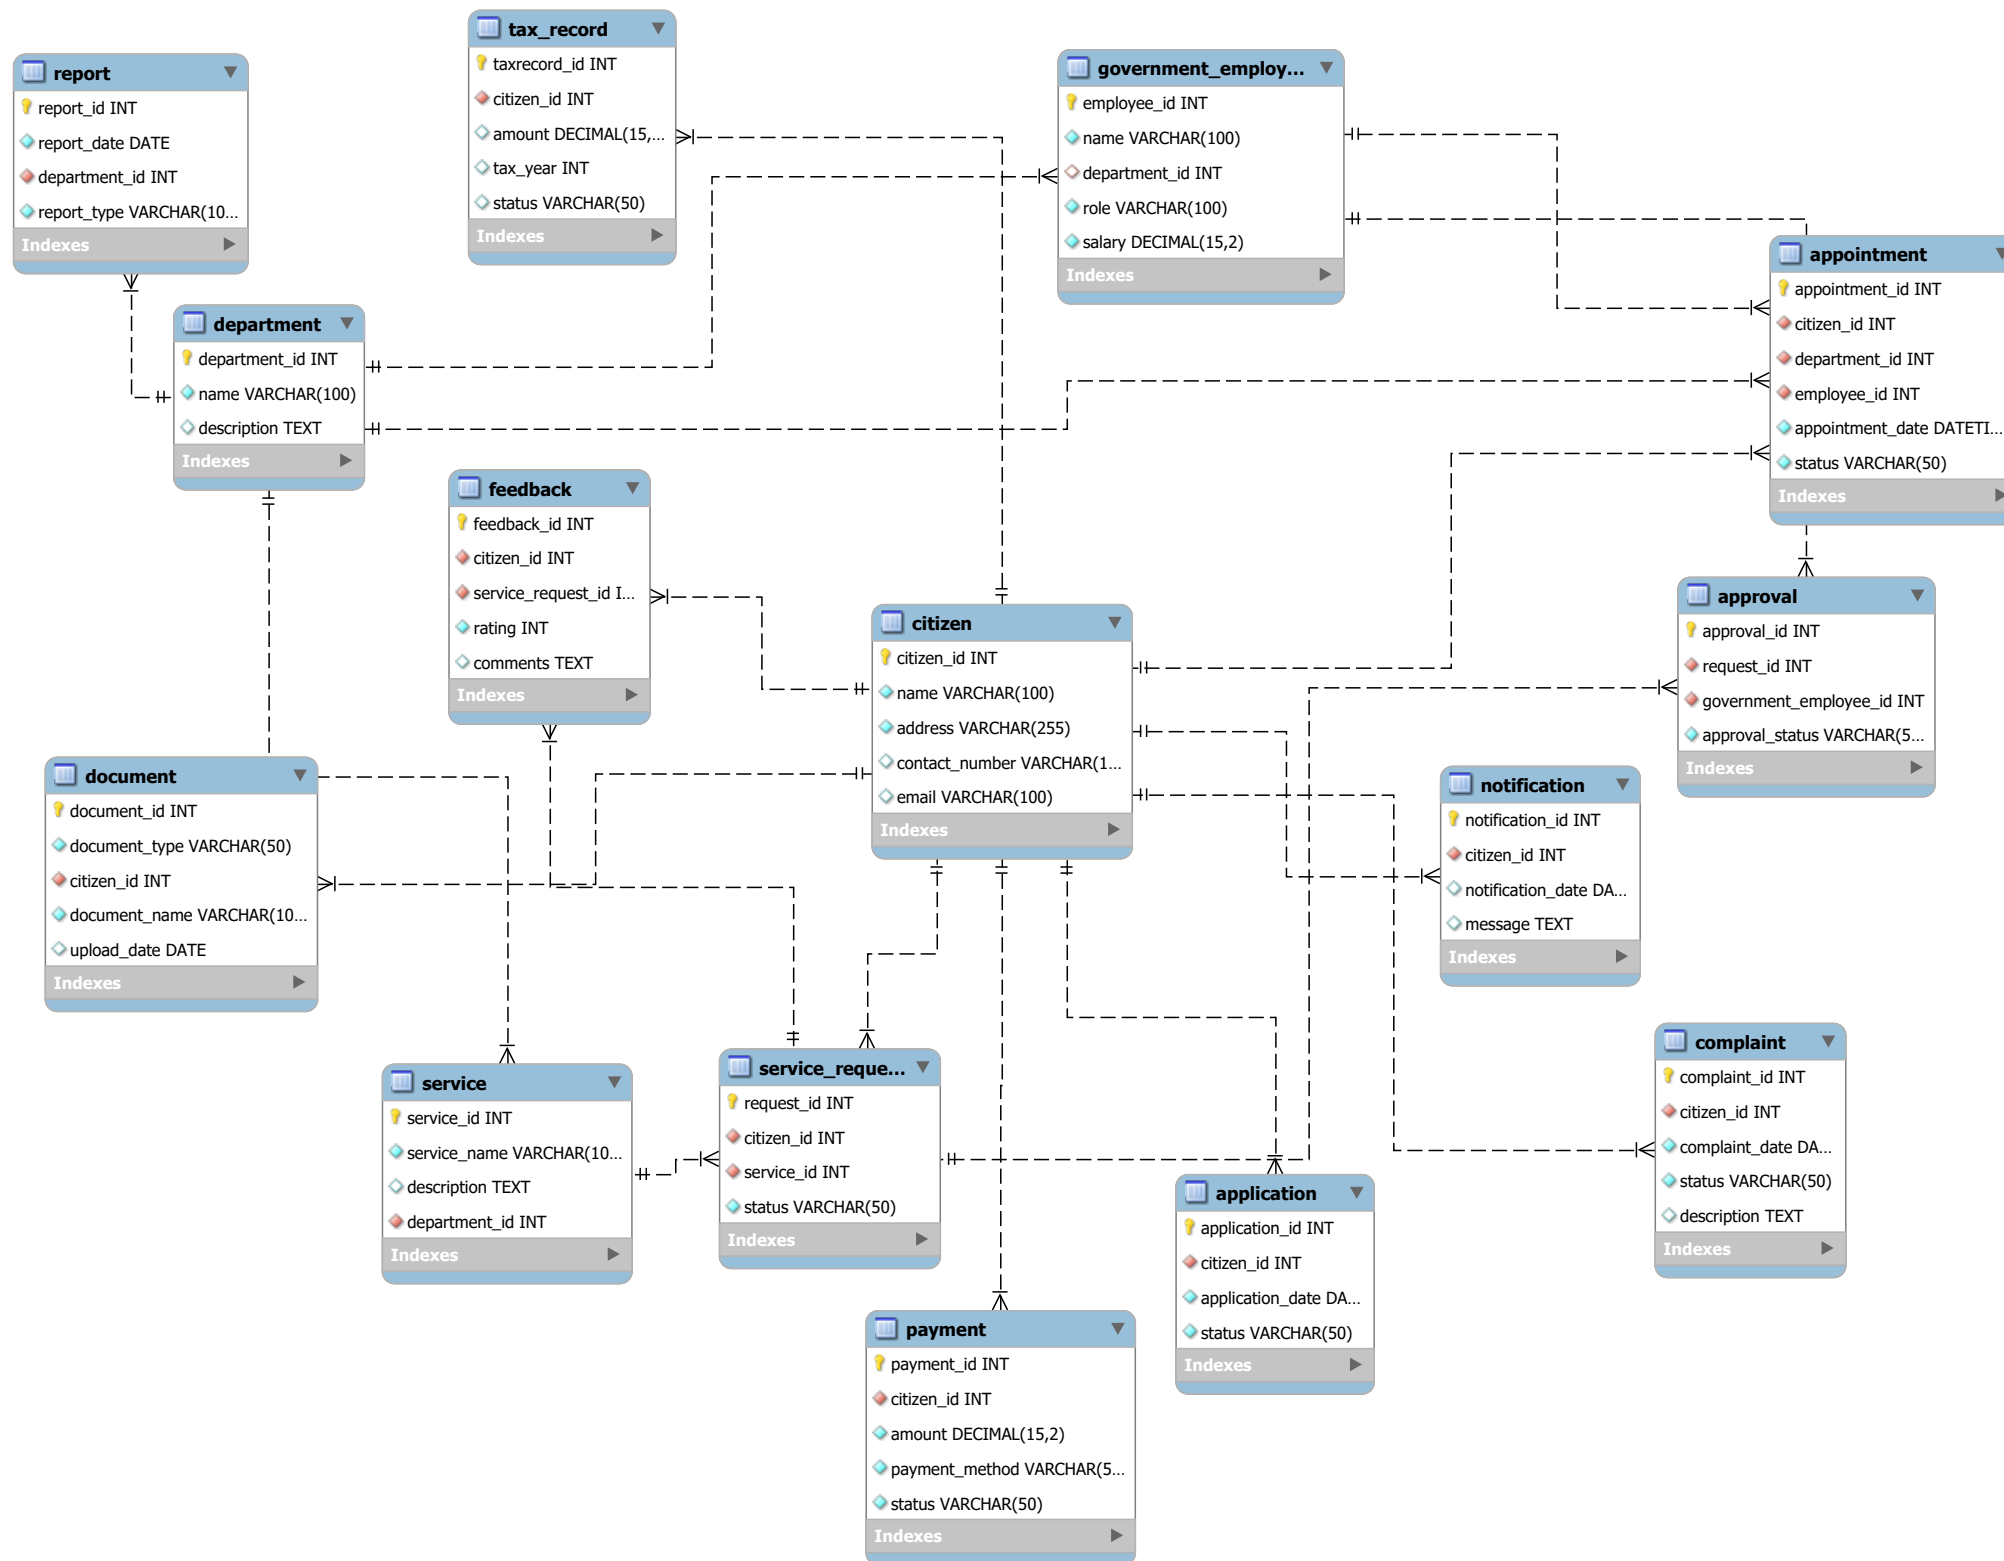 tax_record
taxrecord_id INT
citizen_id INT
amount DECIMAL(15,...
tax_year INT
status VARCHAR(50)
Indexes
report
report_id INT
report_date DATE
department_id INT
report_type VARCHAR(10...
Indexes
government_employ...
employee_id INT
name VARCHAR(100)
department_id INT
role VARCHAR(100)
salary DECIMAL(15,2)
Indexes
appointment
appointment_id INT
citizen_id INT
department_id INT
employee_id INT
appointment_date DATETI...
status VARCHAR(50)
Indexes
department
department_id INT
name VARCHAR(100)
description TEXT
Indexes
feedback
feedback_id INT
citizen_id INT
service_request_id I...
rating INT
comments TEXT
Indexes
citizen
citizen_id INT
name VARCHAR(100)
address VARCHAR(255)
contact_number VARCHAR(1...
email VARCHAR(100)
Indexes
approval
approval_id INT
request_id INT
government_employee_id INT
approval_status VARCHAR(5...
Indexes
document
document_id INT
document_type VARCHAR(50)
citizen_id INT
document_name VARCHAR(10...
upload_date DATE
Indexes
notification
notification_id INT
citizen_id INT
notification_date DA...
message TEXT
Indexes
service
service_id INT
service_name VARCHAR(10...
description TEXT
department_id INT
Indexes
service_reque...
request_id INT
citizen_id INT
service_id INT
status VARCHAR(50)
Indexes
complaint
complaint_id INT
citizen_id INT
complaint_date DA...
status VARCHAR(50)
description TEXT
Indexes
application
application_id INT
citizen_id INT
application_date DA...
status VARCHAR(50)
Indexes
payment
payment_id INT
citizen_id INT
amount DECIMAL(15,2)
payment_method VARCHAR(5...
status VARCHAR(50)
Indexes